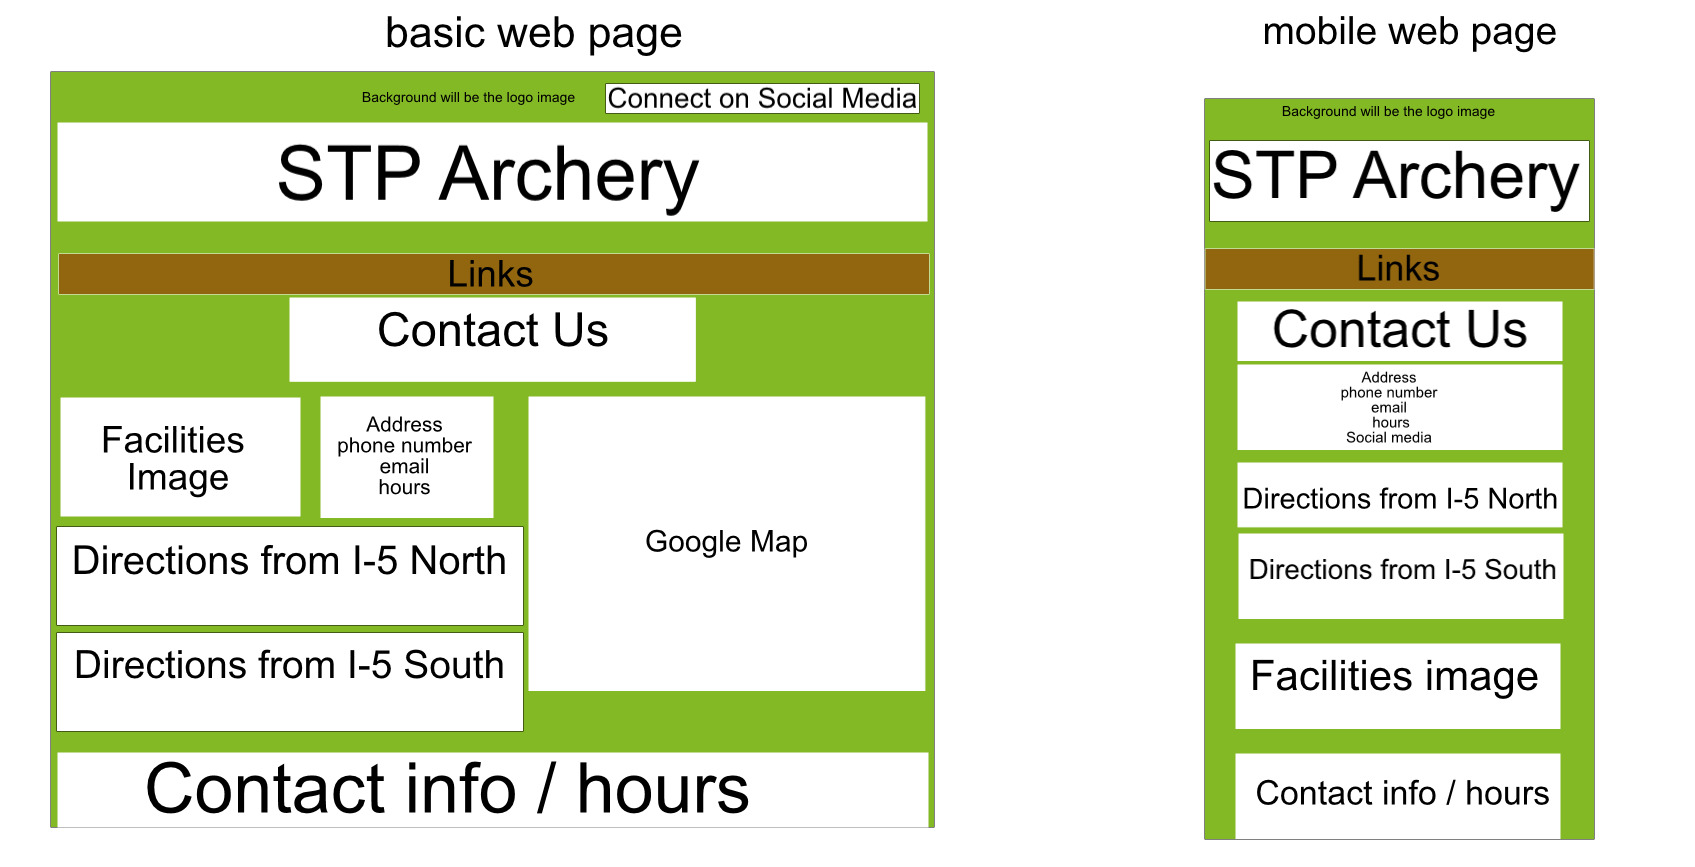 basic web page
Background will be the logo image
Connect on Social Media
STP Archery
Links
Contact Us
Facilities
Image
Address
phone number
email
hours
Google Map
Directions from I-5 North
Directions from I-5 South
Contact info / hours
mobile web page
Background will be the logo image
STP Archery
Links
Contact Us
Address
phone number
email
hours
Social media
Directions from I-5 North
Directions from I-5 South
Facilities image
Contact info / hours